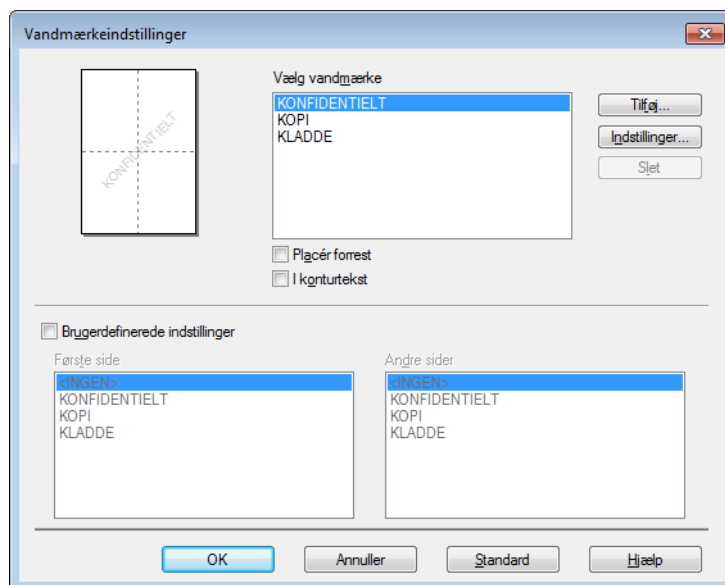 Vandmærkeindstillinger
KONFIDENTIELT
Vælg vandmærke
KONFIDENTIELT
KOPI
KLADDE
Tilføj...
Indstillinger...
Slet
Placér forrest
I konturtekst
Brugerdefinerede indstillinger
Første side
<INGEN>
KONFIDENTIELT
KOPI
KLADDE
Andre sider
<INGEN>
KONFIDENTIELT
KOPI
KLADDE
OK
Annuller
Standard
Hjælp